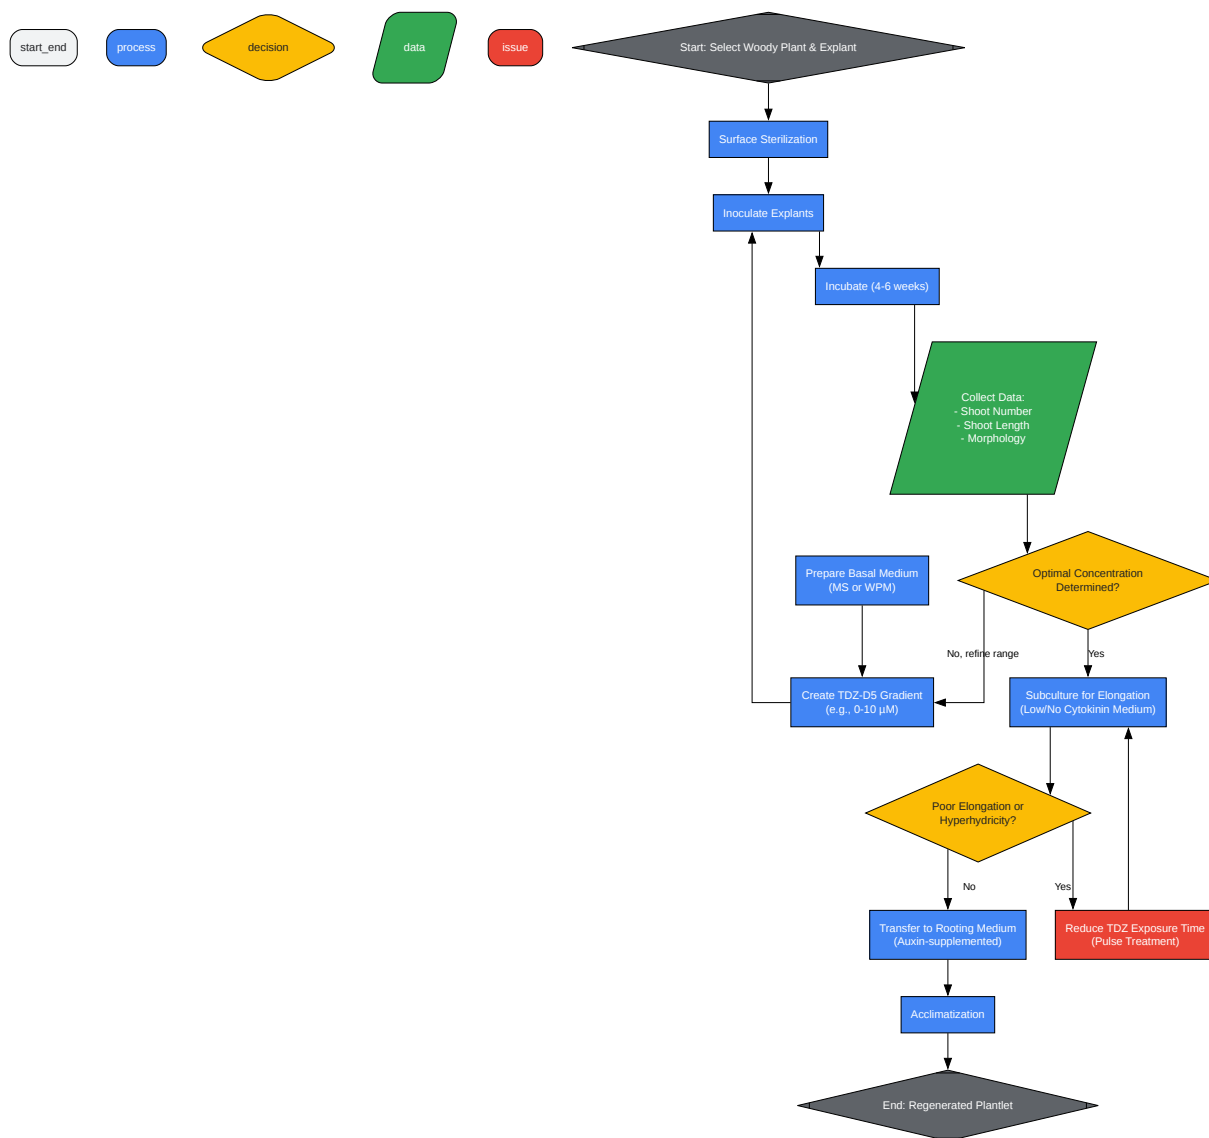 start_end
process
decision
data
issue
Start: Select Woody Plant & Explant
Surface Sterilization
Inoculate Explants
Incubate (4-6 weeks)
Collect Data:
- Shoot Number
- Shoot Length
- Morphology
Prepare Basal Medium
(MS or WPM)
Optimal Concentration
Determined?
No, refine range
Yes
Create TDZ-D5 Gradient
(e.g., 0-10 µM)
Subculture for Elongation
(Low/No Cytokinin Medium)
Poor Elongation or
Hyperhydricity?
No
Yes
Transfer to Rooting Medium
(Auxin-supplemented)
Reduce TDZ Exposure Time
(Pulse Treatment)
Acclimatization
End: Regenerated Plantlet